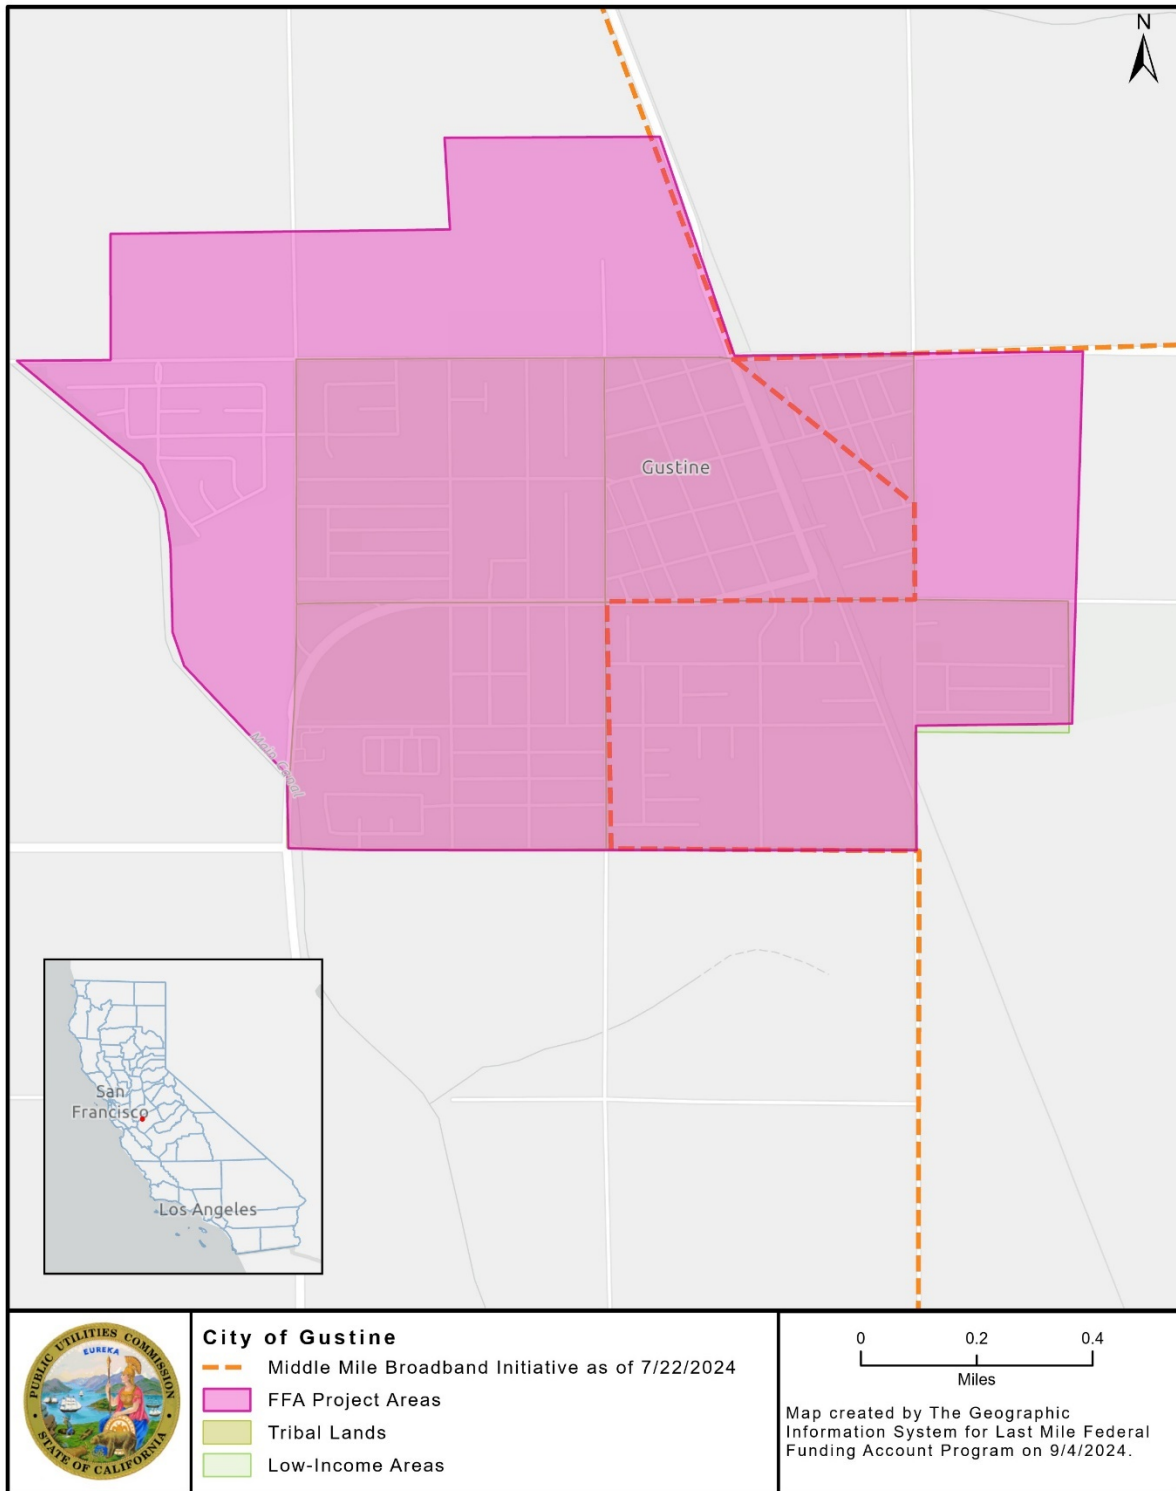 N
Gustine
Main Canal
San
Francisco
Los Angeles
PUBLIC UTILITIES COMMISSION
EUREKA
STATE OF CALIFORNIA
City of Gustine
Middle Mile Broadband Initiative as of 7/22/2024
FFA Project Areas
Tribal Lands
Low-Income Areas
0 0.2 0.4
Miles
Map created by The Geographic
Information System for Last Mile Federal
Funding Account Program on 9/4/2024.